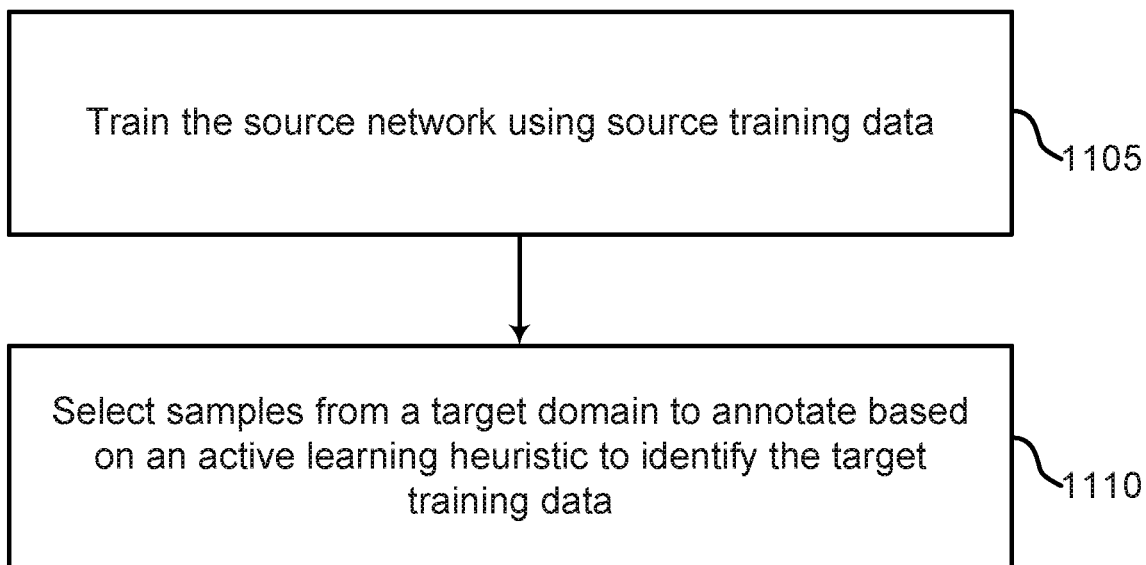 Train the source network using source training data
1105
Select samples from a target domain to annotate based
on an active learning heuristic to identify the target
training data
1110